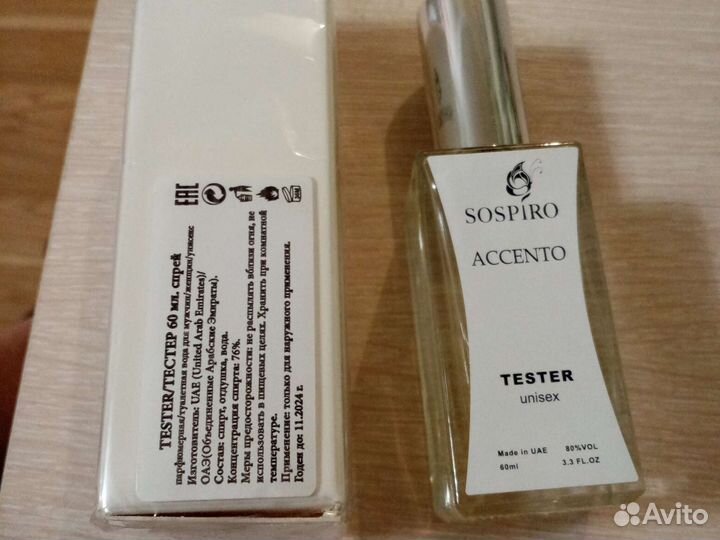 EAC
24M
TESTER/ТЕСТЕР 60 мл. спрей
парфюмерная/туалетная вода для мужчин/женщин/унисекс
Изготовитель: UAE (United Arab Emirates)/
ОАЭ(Объединенные Арабские Эмираты).
Состав: спирт, отдушка, вода.
Концентрация спирта: 76%.
Меры предосторожности: не распылять вблизи огня, не
использовать в пищевых целях. Хранить при комнатной
температуре.
Применение: только для наружного применения.
Годен до: 11.2024 г.
SOSPIRO
ACCENTO
TESTER
unisex
Made in UAE 80%VOL
60ml 3.3 FL.OZ
Avito